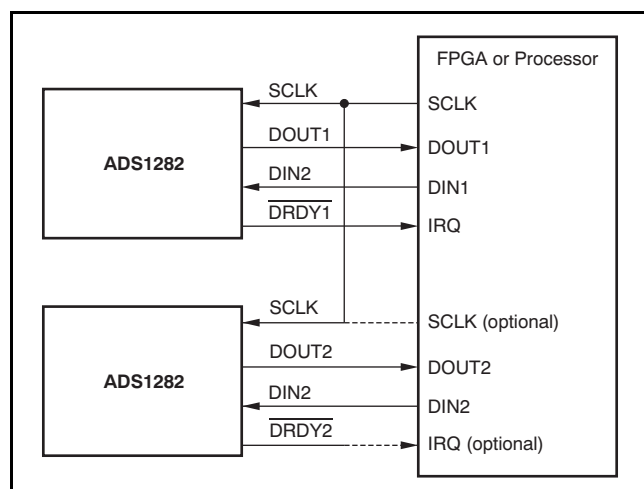 FPGA or Processor
SCLK
SCLK
DOUT1
DOUT1
ADS1282
DIN2
DIN1
DRDY1
IRQ
SCLK
SCLK (optional)
DOUT2
DOUT2
ADS1282
DIN2
DIN2
DRDY2
IRQ (optional)